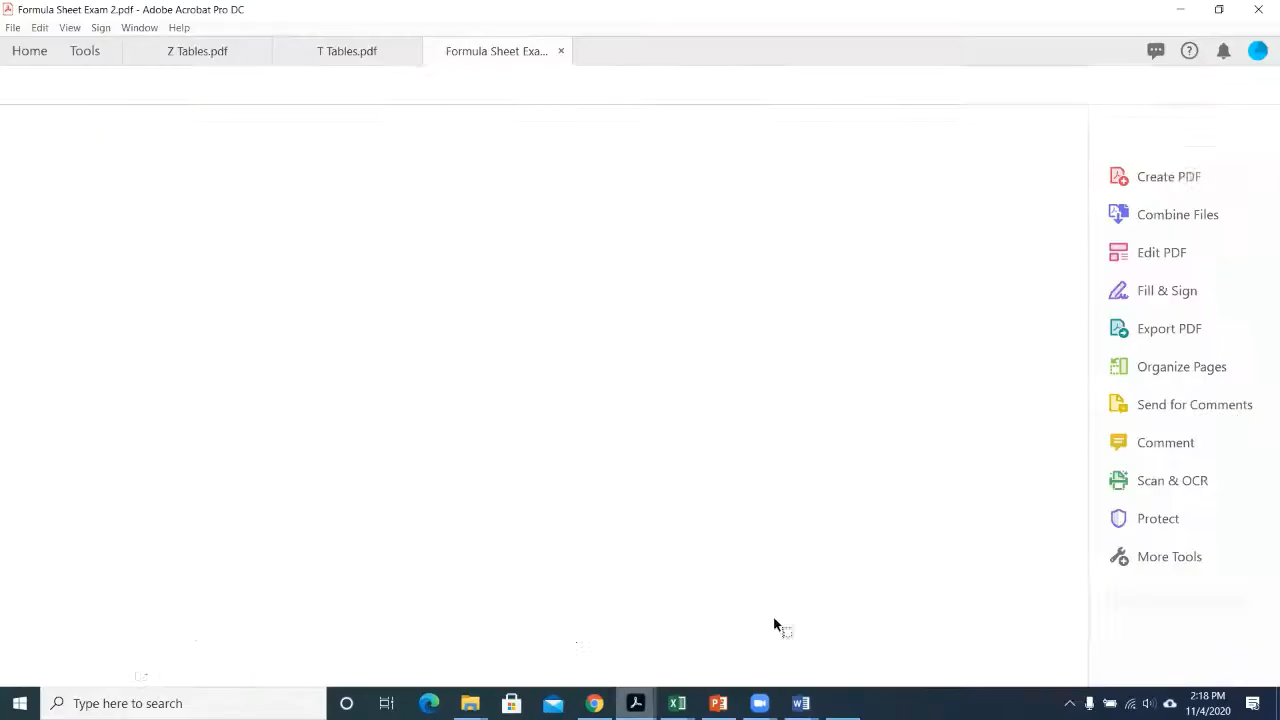 Formula Sheet Exam 2.pdf - Adobe Acrobat Pro DC
File Edit View Sign Window Help
Home Tools Z Tables.pdf T Tables.pdf Formula Sheet Exa... ×
Create PDF
Combine Files
Edit PDF
Fill & Sign
Export PDF
Organize Pages
Send for Comments
Comment
Scan & OCR
Protect
More Tools
Type here to search
2:18 PM
11/4/2020